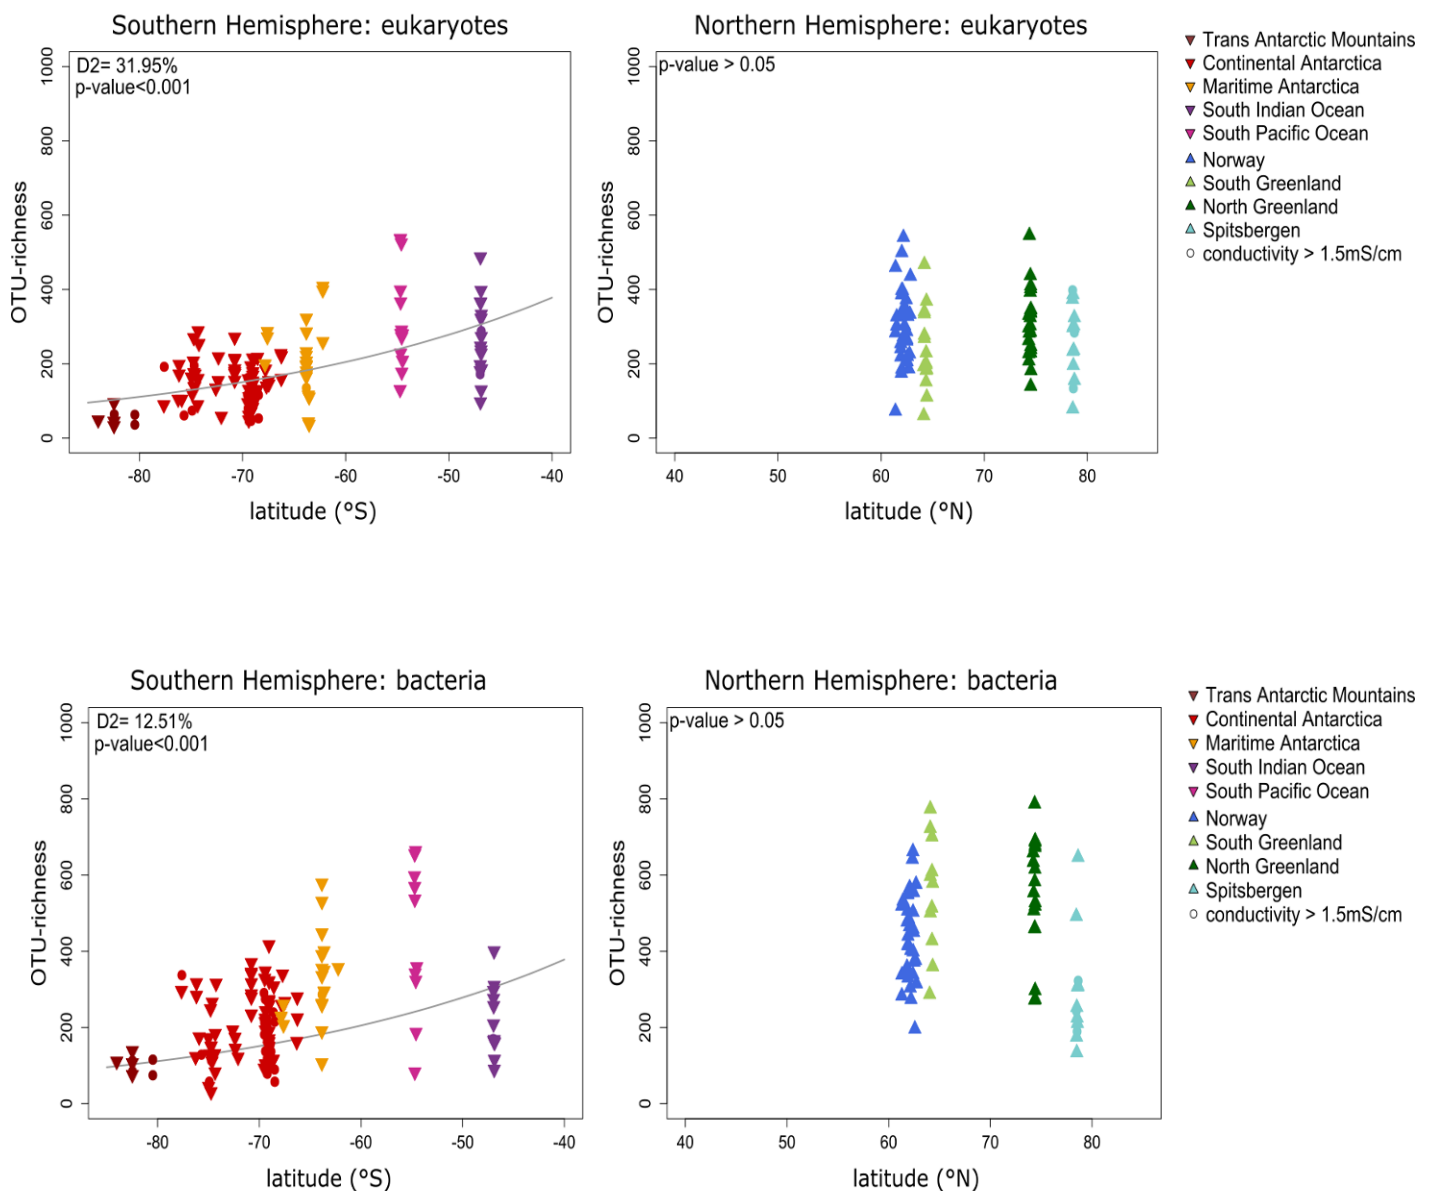 Southern Hemisphere: eukaryotes
D2= 31.95%
p-value<0.001
OTU-richness
0
200
400
600
800
1000
-80
-70
-60
-50
-40
latitude (°S)
Northern Hemisphere: eukaryotes
p-value > 0.05
OTU-richness
0
200
400
600
800
1000
40
50
60
70
80
latitude (°N)
Trans Antarctic Mountains
Continental Antarctica
Maritime Antarctica
South Indian Ocean
South Pacific Ocean
Norway
South Greenland
North Greenland
Spitsbergen
conductivity > 1.5mS/cm
Southern Hemisphere: bacteria
D2= 12.51%
p-value<0.001
OTU-richness
0
200
400
600
800
1000
-80
-70
-60
-50
-40
latitude (°S)
Northern Hemisphere: bacteria
p-value > 0.05
OTU-richness
0
200
400
600
800
1000
40
50
60
70
80
latitude (°N)
Trans Antarctic Mountains
Continental Antarctica
Maritime Antarctica
South Indian Ocean
South Pacific Ocean
Norway
South Greenland
North Greenland
Spitsbergen
conductivity > 1.5mS/cm